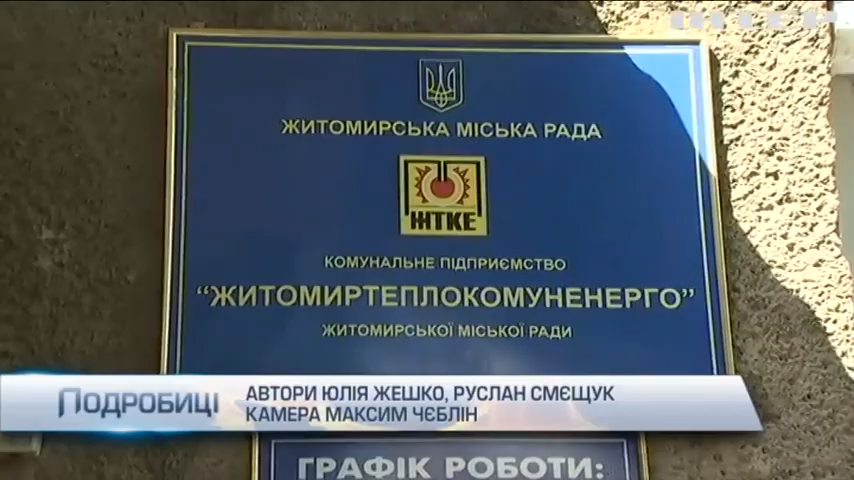 ІНТЕР
ЖИТОМИРСЬКА МІСЬКА РАДА
ЖТКЕ
КОМУНАЛЬНЕ ПІДПРИЄМСТВО
“ЖИТОМИРТЕПЛОКОМУНЕНЕРГО”
ЖИТОМИРСЬКОЇ МІСЬКОЇ РАДИ
ПОДРОБИЦІ
АВТОРИ ЮЛІЯ ЖЕШКО, РУСЛАН СМЄЩУК
КАМЕРА МАКСИМ ЧЄБЛІН
ГРАФІК РОБОТИ: